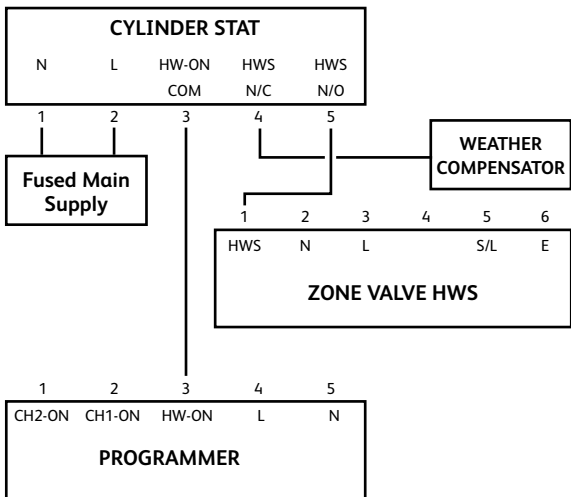 CYLINDER STAT
N L HW-ON HWS HWS
COM N/C N/O
1 2 3 4 5
Fused Main
Supply
WEATHER
COMPENSATOR
1 2 3 4 5 6
HWS N L S/L E
ZONE VALVE HWS
1 2 3 4 5
CH2-ON CH1-ON HW-ON L N
PROGRAMMER